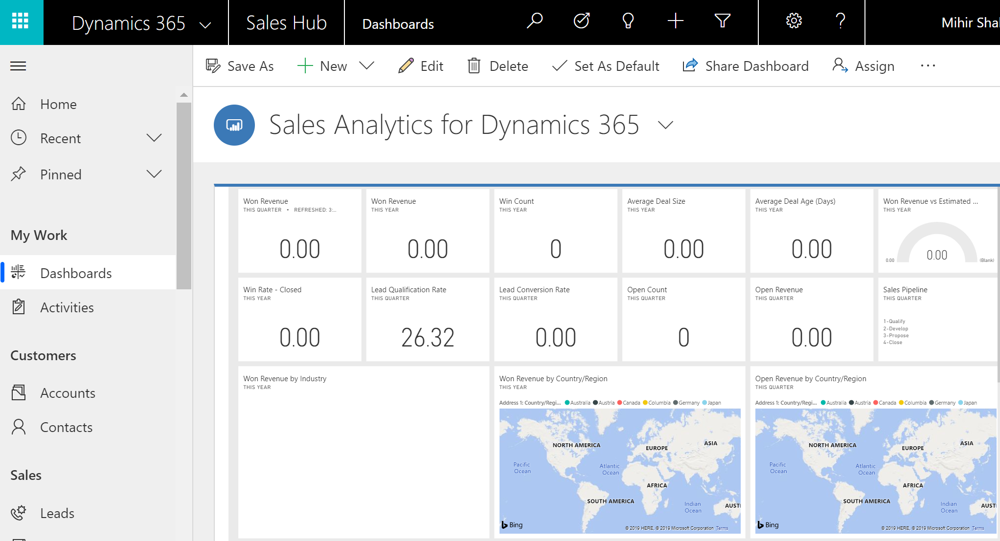 Dynamics 365
Sales Hub
Dashboards
Save As
New
Edit
Delete
Set As Default
Share Dashboard
Assign
Home
Recent
Pinned
My Work
Dashboards
Activities
Customers
Accounts
Contacts
Sales
Leads
Mihir Shah
Sales Analytics for Dynamics 365
Won Revenue
THIS QUARTER • REFRESHED: 3:...
0.00
Won Revenue
THIS YEAR
0.00
Win Count
THIS YEAR
0
Average Deal Size
THIS YEAR
0.00
Average Deal Age (Days)
THIS YEAR
0.00
Won Revenue vs Estimated ...
THIS YEAR
0.00
0.00
(Blank)
Win Rate - Closed
THIS YEAR
0.00
Lead Qualification Rate
THIS QUARTER
26.32
Lead Conversion Rate
THIS QUARTER
0.00
Open Count
THIS QUARTER
0
Open Revenue
THIS QUARTER
0.00
Sales Pipeline
THIS QUARTER
1-Qualify
2-Develop
3-Propose
4-Close
Won Revenue by Industry
THIS YEAR
Won Revenue by Country/Region
THIS YEAR
Address 1: Country/Regi... Australia Austria Canada Columbia Germany Japan
NORTH AMERICA
EUROPE
ASIA
Pacific
Ocean
Atlantic
Ocean
AFRICA
SOUTH AMERICA
Indian
Ocean
AUST
Bing
© 2019 HERE, © 2019 Microsoft Corporation Terms
Open Revenue by Country/Region
THIS QUARTER
Address 1: Country/Regi... Australia Austria Canada Columbia Germany Japan
NORTH AMERICA
EUROPE
ASIA
Pacific
Ocean
Atlantic
Ocean
AFRICA
SOUTH AMERICA
Indian
Ocean
AUST
Bing
© 2019 HERE, © 2019 Microsoft Corporation Terms